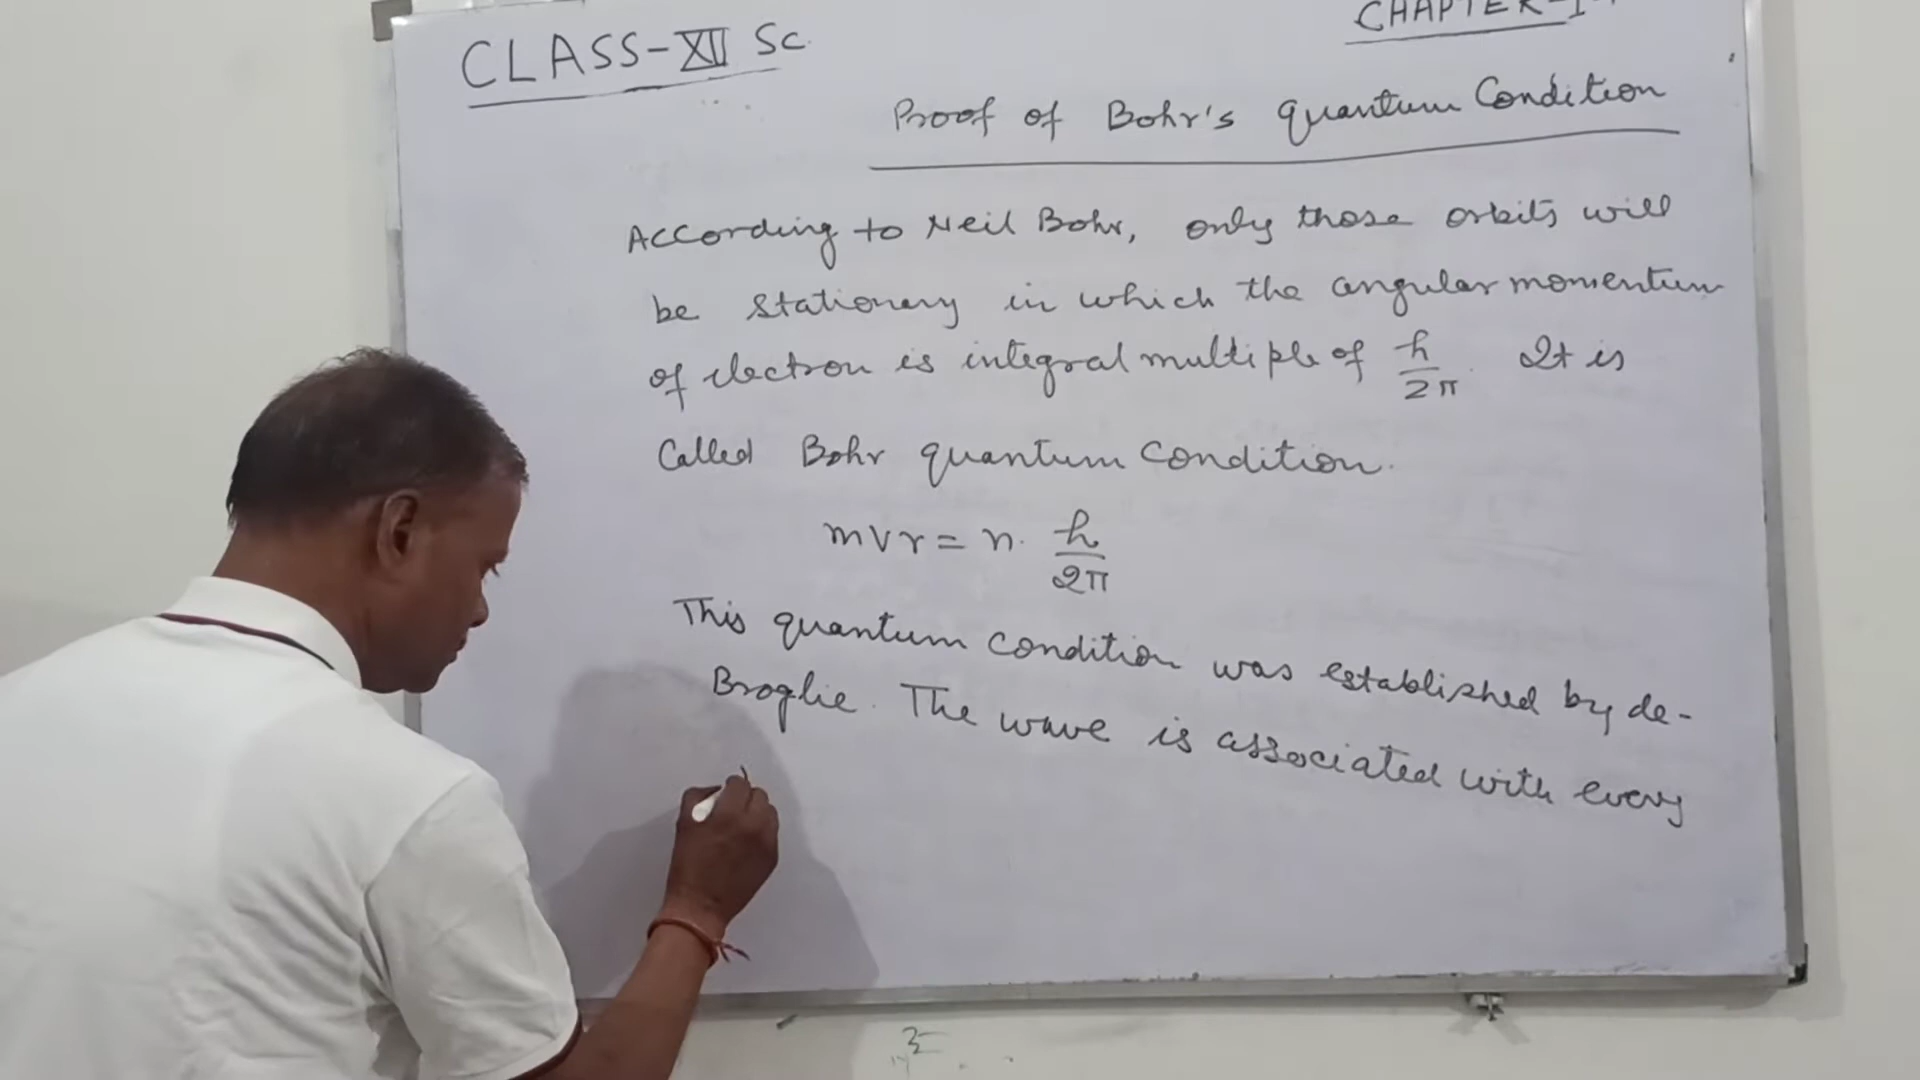 CLASS-XII Sc.
CHAPTER-1
Proof of Bohr's quantum Condition
According to Neil Bohr, only those orbits will
be stationary in which the angular momentum
of electron is integral multiple of h/2π. It is
Called Bohr quantum Condition.
mvr = n. h/2π
This quantum condition was established by de-
Broglie. The wave is associated with every